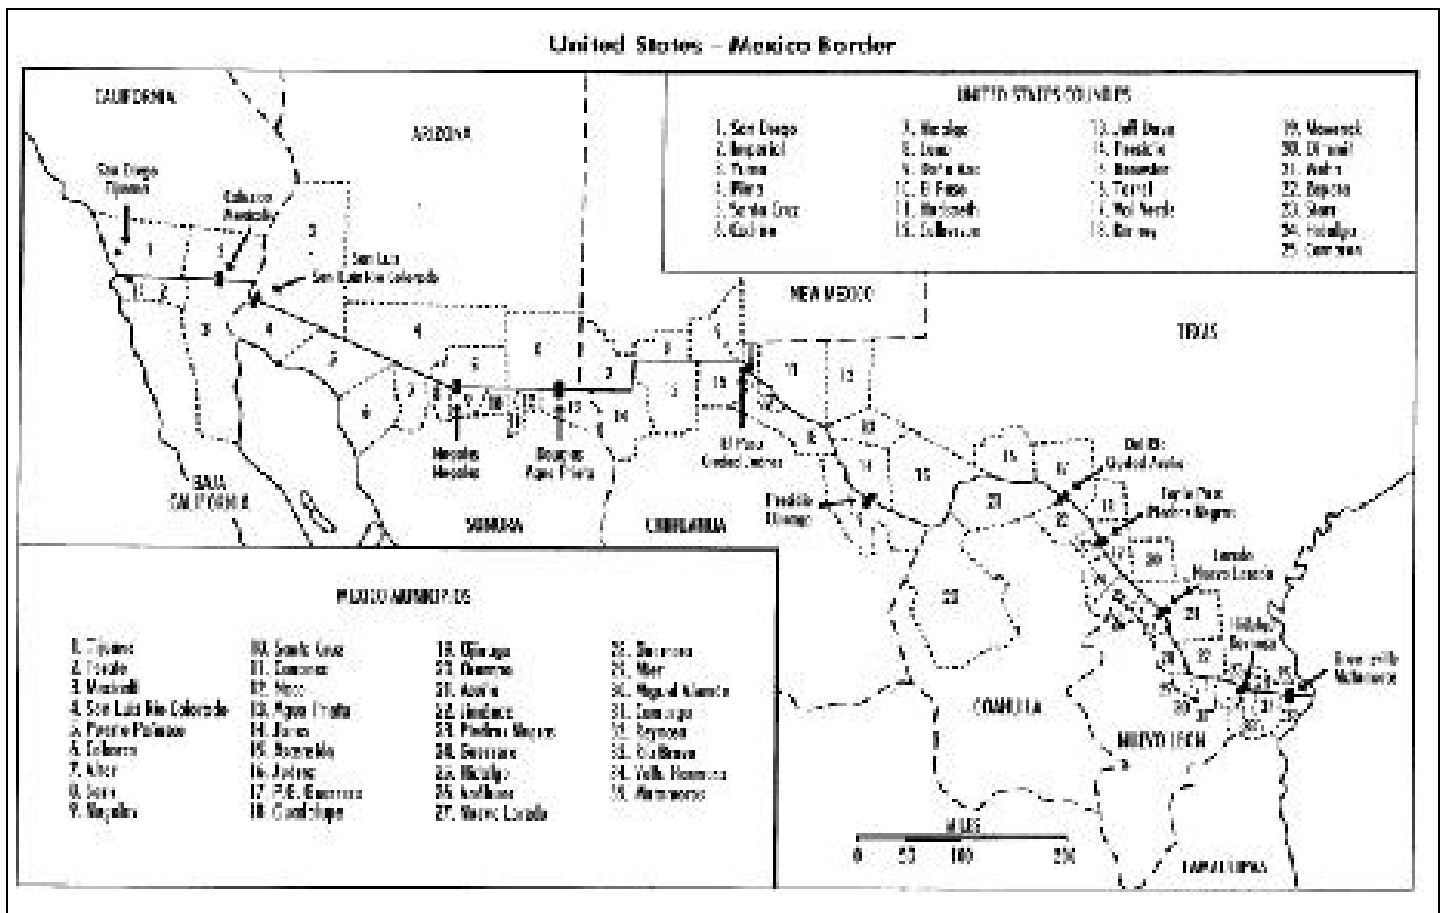 United States - Mexico Border
CALIFORNIA
ARIZONA
NEW MEXICO
TEXAS
UNITED STATES COUNTIES
1. San Diego
2. Imperial
3. Yuma
4. Pima
5. Santa Cruz
6. Cochise
7. Hidalgo
8. Luna
9. Doña Ana
10. El Paso
11. Hudspeth
12. Culberson
13. Jeff Davis
14. Presidio
15. Brewster
16. Terrel
17. Val Verde
18. Kinney
19. Maverick
20. Dimmit
21. Webb
22. Zapata
23. Starr
24. Hidalgo
25. Cameron
San Diego
Tijuana
Calexico
Mexicali
San Luis
San Luis Rio Colorado
Nogales
Nogales
Douglas
Agua Prieta
El Paso
Ciudad Juárez
Presidio
Ojinaga
Del Rio
Ciudad Acuña
Eagle Pass
Piedras Negras
Laredo
Nuevo Laredo
Hidalgo
Reynosa
Brownsville
Matamoros
BAJA
CALIFORNIA
SONORA
CHIHUAHUA
COAHUILA
NUEVO LEON
TAMAULIPAS
MEXICO MUNICIPIOS
1. Tijuana
2. Tecate
3. Mexicali
4. San Luis Rio Colorado
5. Puerto Peñasco
6. Caborca
7. Altar
8. Saric
9. Nogales
10. Santa Cruz
11. Cananea
12. Naco
13. Agua Prieta
14. Janos
15. Ascensión
16. Juárez
17. P.G. Guerrero
18. Guadalupe
19. Ojinaga
20. Ocampo
21. Acuña
22. Jiménez
23. Piedras Negras
24. Guerrero
25. Hidalgo
26. Anáhuac
27. Nuevo Laredo
28. Guerrero
29. Mier
30. Miguel Alemán
31. Camargo
32. Reynosa
33. Río Bravo
34. Valle Hermoso
35. Matamoros
MILES
0 50 100 200